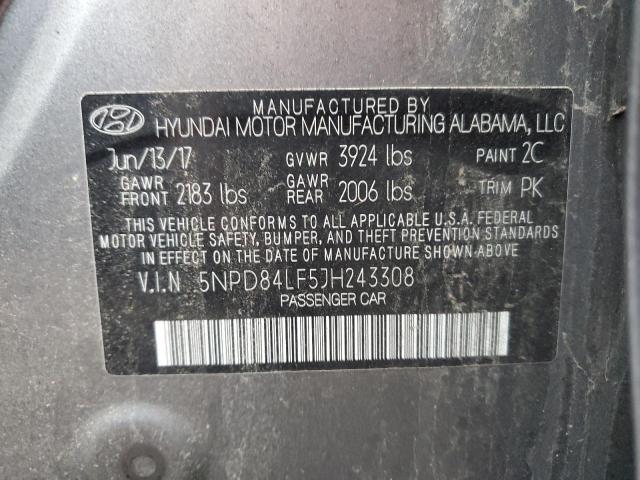 MANUFACTURED BY
HYUNDAI MOTOR MANUFACTURING ALABAMA, LLC
Jun/13/17 GVWR 3924 lbs PAINT 2C
GAWR FRONT 2183 lbs GAWR REAR 2006 lbs TRIM PK
THIS VEHICLE CONFORMS TO ALL APPLICABLE U.S.A. FEDERAL
MOTOR VEHICLE SAFETY, BUMPER, AND THEFT PREVENTION STANDARDS
IN EFFECT ON THE DATE OF MANUFACTURE SHOWN ABOVE.
V.I.N 5NPD84LF5JH243308
PASSENGER CAR